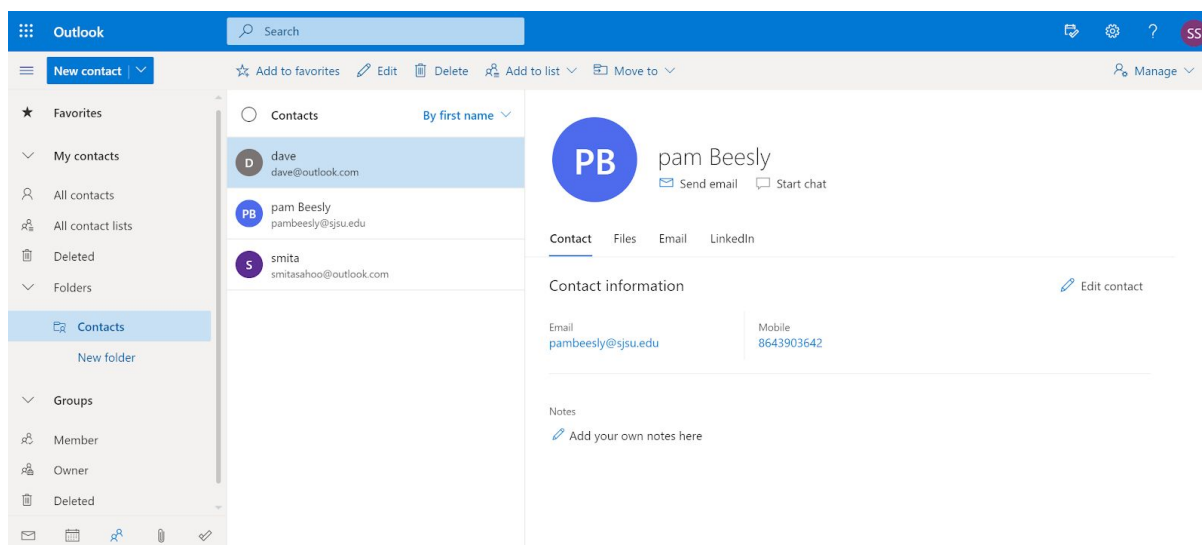 Outlook
Search
SS
New contact
Add to favorites Edit Delete Add to list Move to
Manage
Favorites
My contacts
All contacts
All contact lists
Deleted
Folders
Contacts
New folder
Groups
Member
Owner
Deleted
Contacts By first name
D
dave
dave@outlook.com
PB
pam Beesly
pambeesly@sjsu.edu
S
smita
smitasahoo@outlook.com
PB
pam Beesly
Send email Start chat
Contact Files Email LinkedIn
Contact information Edit contact
Email Mobile
pambeesly@sjsu.edu 8643903642
Notes
Add your own notes here